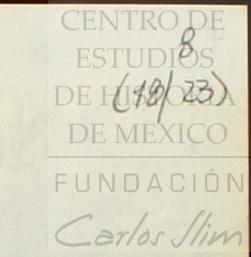 CENTRO DE
8
ESTUDIOS
(18/23)
DE HISTORIA
DE MEXICO
FUNDACIÓN
Carlos Slim